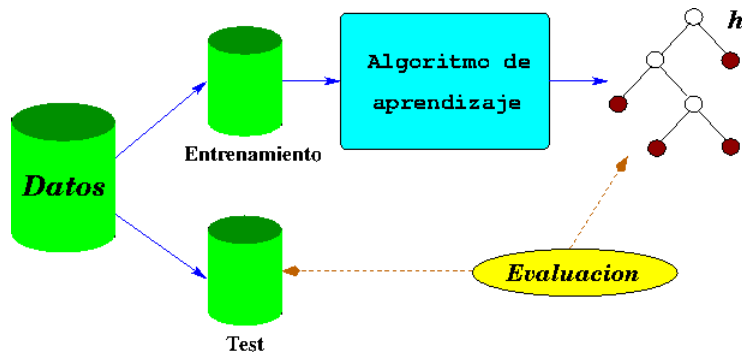 h
Algoritmo de
aprendizaje
Entrenamiento
Datos
Evaluacion
Test